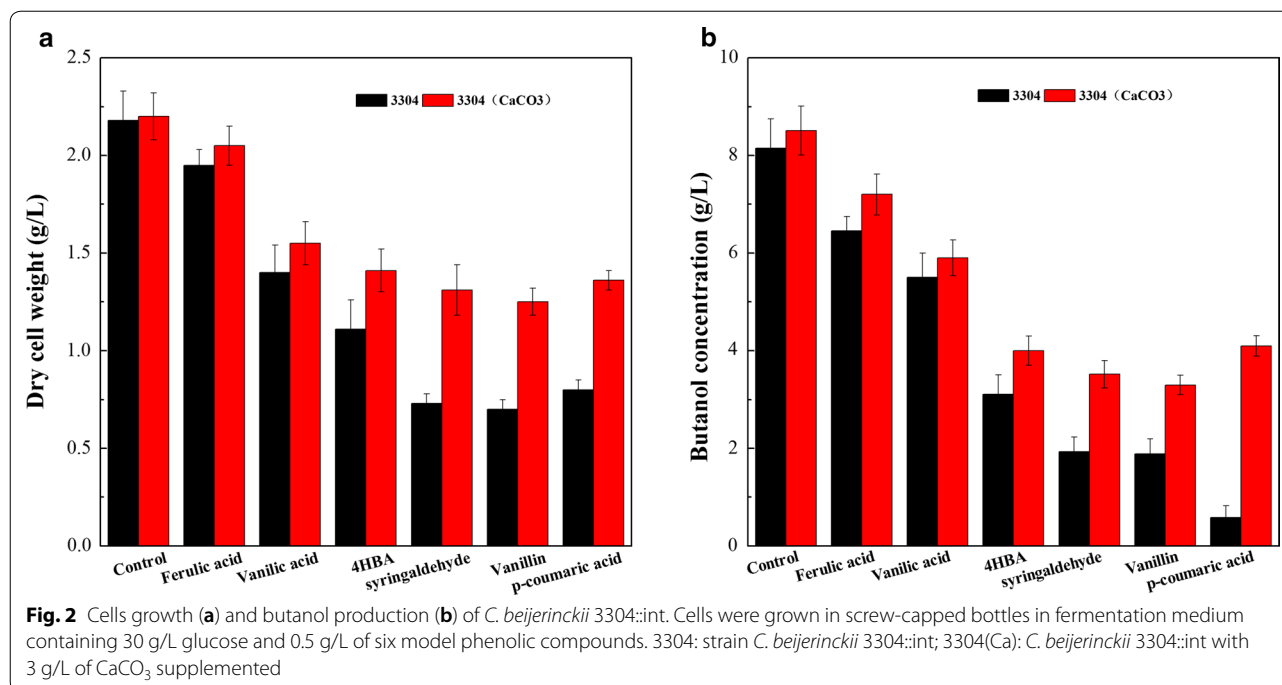 a
2.5
2.0
1.5
1.0
0.5
0.0
Dry cell weight (g/L)
3304 3304（CaCO3）
Control Ferulic acid Vanilic acid 4HBA syringaldehyde Vanillin p-coumaric acid
b
10
8
6
4
2
0
Butanol concentration (g/L)
3304 3304（CaCO3）
Control Ferulic acid Vanilic acid 4HBA syringaldehyde Vanillin p-coumaric acid
Fig. 2 Cells growth (a) and butanol production (b) of C. beijerinckii 3304::int. Cells were grown in screw-capped bottles in fermentation medium
containing 30 g/L glucose and 0.5 g/L of six model phenolic compounds. 3304: strain C. beijerinckii 3304::int; 3304(Ca): C. beijerinckii 3304::int with
3 g/L of CaCO₃ supplemented